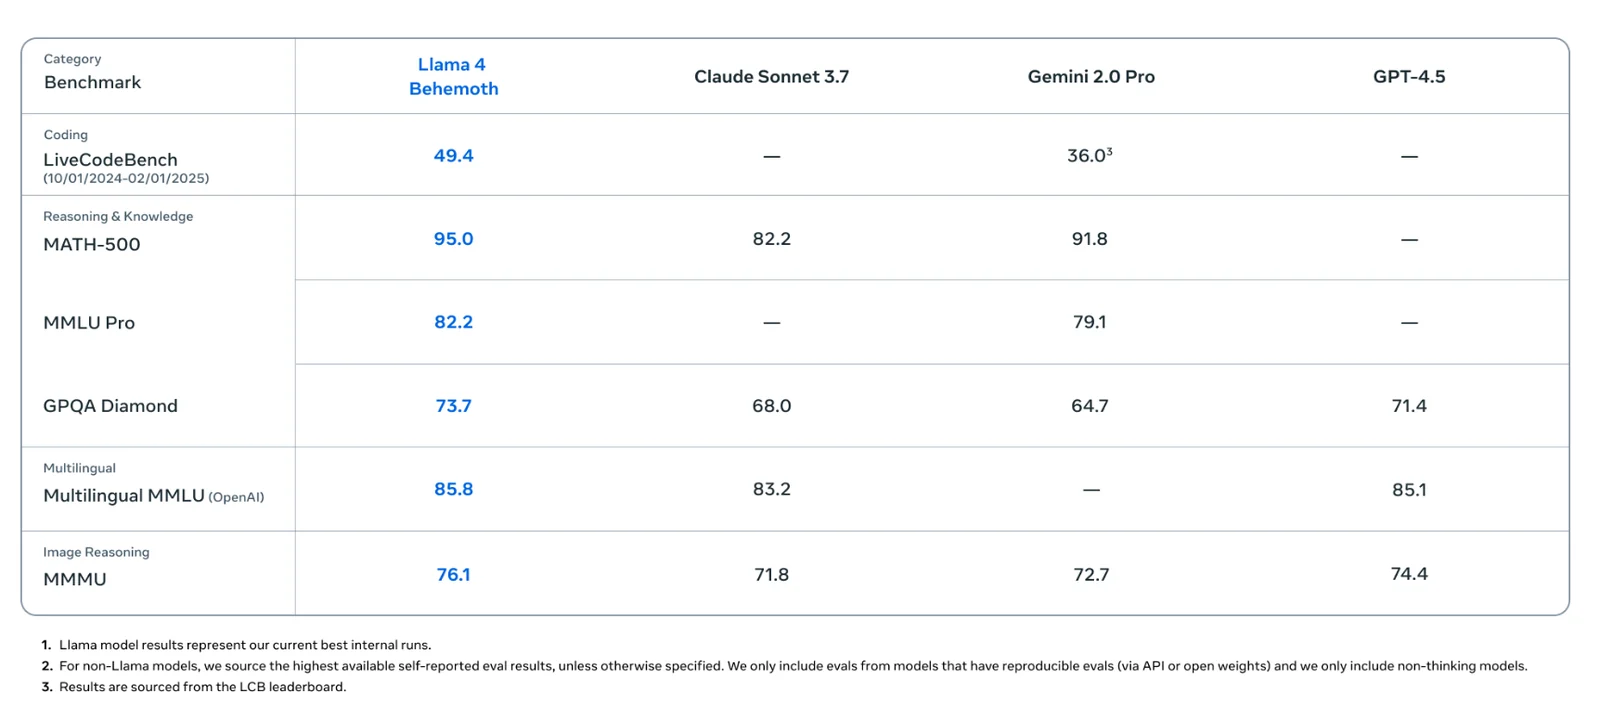 Category
Benchmark
Llama 4
Behemoth
Claude Sonnet 3.7
Gemini 2.0 Pro
GPT-4.5
Coding
LiveCodeBench
(10/01/2024-02/01/2025)
49.4
—
36.0³
—
Reasoning & Knowledge
MATH-500
95.0
82.2
91.8
—
MMLU Pro
82.2
—
79.1
—
GPQA Diamond
73.7
68.0
64.7
71.4
Multilingual
Multilingual MMLU (OpenAI)
85.8
83.2
—
85.1
Image Reasoning
MMMU
76.1
71.8
72.7
74.4
1. Llama model results represent our current best internal runs.
2. For non-Llama models, we source the highest available self-reported eval results, unless otherwise specified. We only include evals from models that have reproducible evals (via API or open weights) and we only include non-thinking models.
3. Results are sourced from the LCB leaderboard.